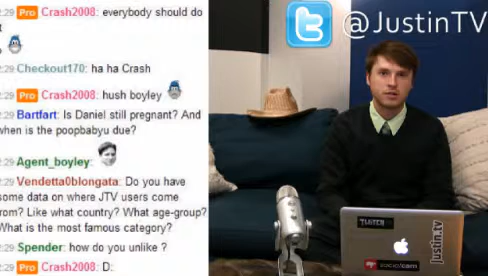 2:29 Pro Crash2008: everybody should do
2:29 Checkout170: ha ha Crash
2:29 Pro Crash2008: hush boyley
2:29 Bartfart: Is Daniel still pregnant? And
when is the poopbabyu due?
2:29 Agent_boyley:
2:29 Vendetta0blongata: Do you have
some data on where JTV users come
from? Like what country? What age-group?
What is the most famous category?
2:29 Spender: how do you unlike ?
2:29 Pro Crash2008: D:
@JustinTV
justin.tv
socialcam